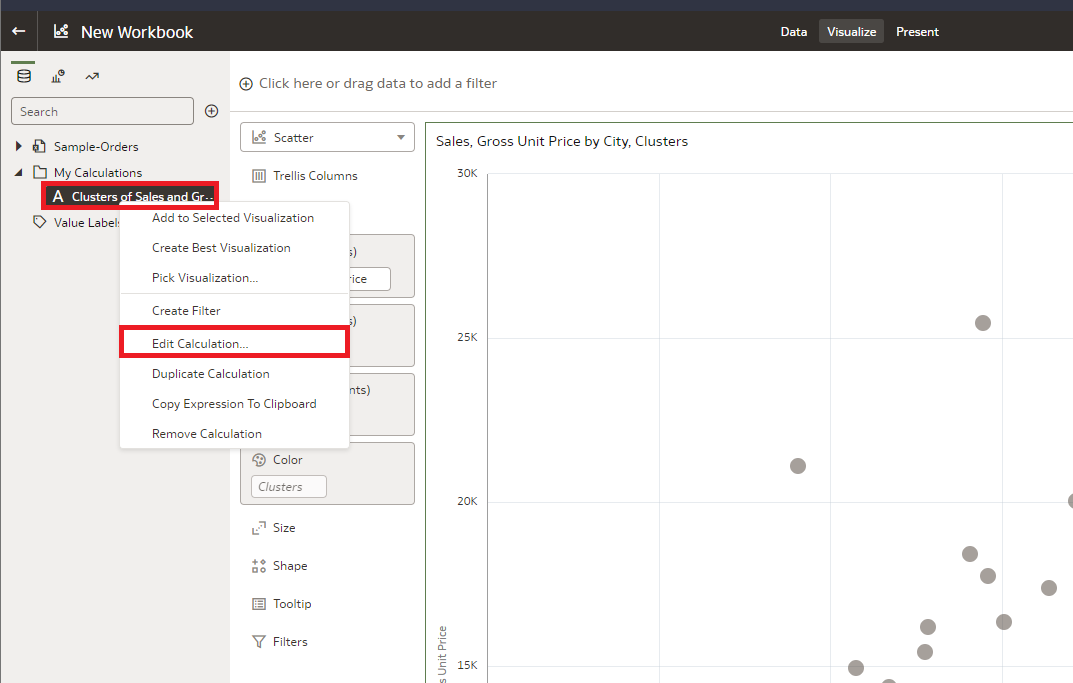 New Workbook
Data
Visualize
Present
Search
Click here or drag data to add a filter
Sample-Orders
My Calculations
A Clusters of Sales and Gr...
Value Labels
Add to Selected Visualization
Create Best Visualization
Pick Visualization...
Create Filter
Edit Calculation...
Duplicate Calculation
Copy Expression To Clipboard
Remove Calculation
Scatter
Trellis Columns
s)
rice
s)
nts)
Color
Clusters
Size
Shape
Tooltip
Filters
Sales, Gross Unit Price by City, Clusters
30K
25K
20K
15K
s Unit Price